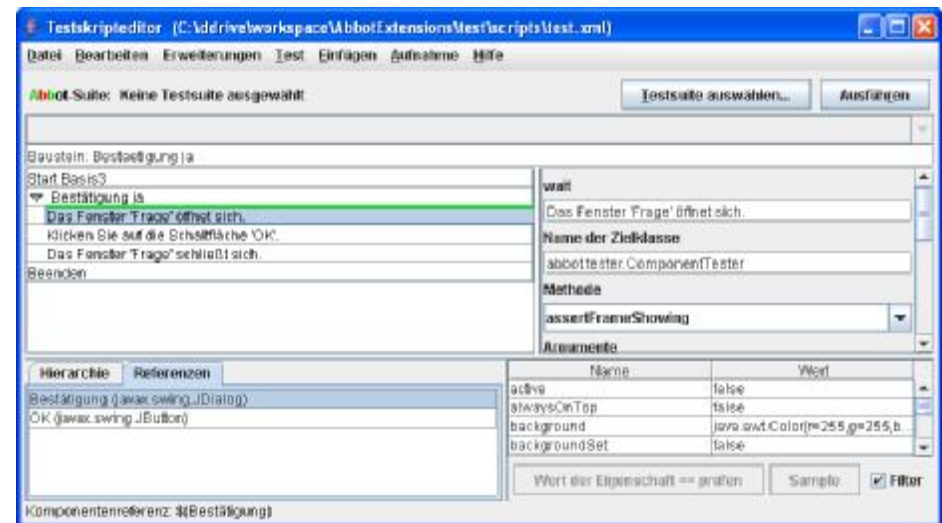 Testskripteditor (C:\ddrive\workspace\AbbotExtensions\test\scripts\test.xml)
Datei Bearbeiten Erweiterungen Test Einfügen Aufnahme Hilfe
Abbot-Suite: Keine Testsuite ausgewählt
Testsuite auswählen...
Ausführen
Baustein: Bestaetigung ja
Start Basis3
Bestätigung ja
Das Fenster 'Frage' öffnet sich.
Klicken Sie auf die Schaltfläche 'OK'.
Das Fenster 'Frage' schließt sich.
Beenden
wait
Das Fenster 'Frage' öffnet sich.
Name der Zielklasse
abbot.tester.ComponentTester
Methode
assertFrameShowing
Argumente
Hierarchie Referenzen
Bestätigung (javax.swing.JDialog)
OK (javax.swing.JButton)
Name Wert
active false
alwaysOnTop false
background java.awt.Color[r=255,g=255,b...
backgroundSet false
Wert der Eigenschaft == prüfen
Sample
Filter
Komponentenreferenz: $(Bestätigung)